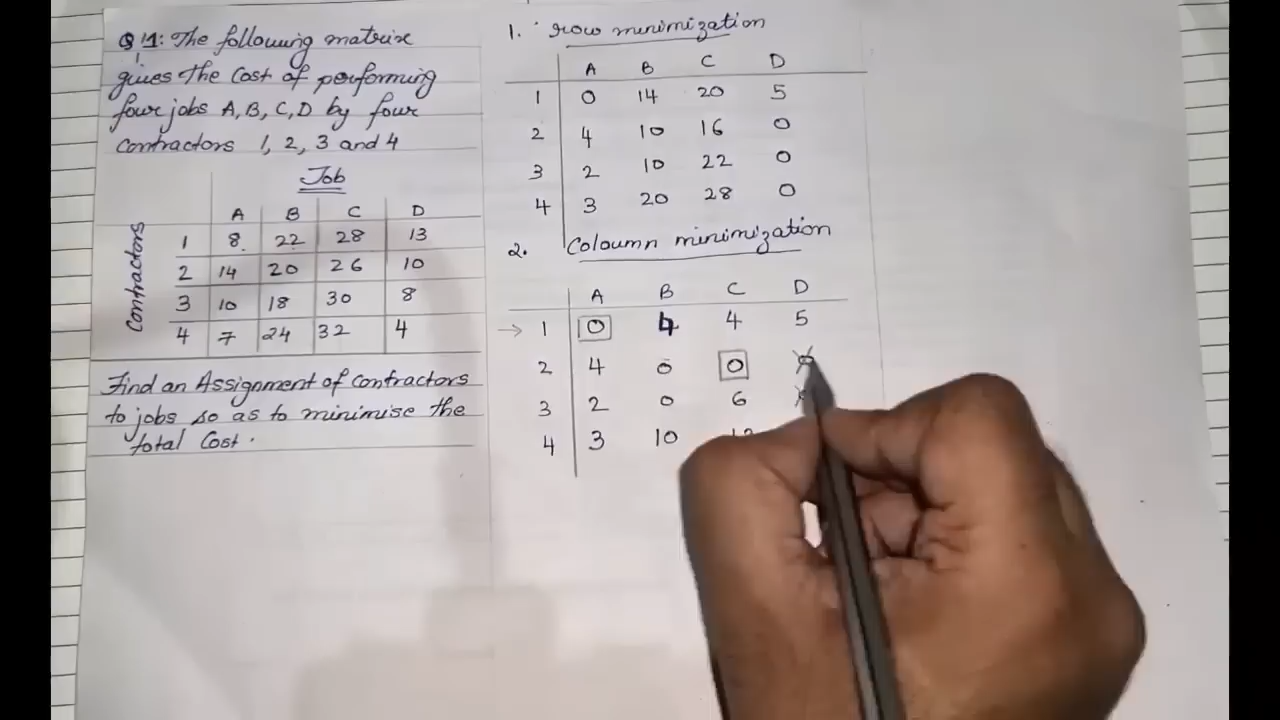 Q 1: The following matrix
gives the cost of performing
four jobs A, B, C, D by four
contractors 1, 2, 3 and 4
Job
Contractors
A B C D
1 8 22 28 13
2 14 20 26 10
3 10 18 30 8
4 7 24 32 4
Find an Assignment of contractors
to jobs so as to minimise the
total cost.
1. row minimization
A B C D
1 0 14 20 5
2 4 10 16 0
3 2 10 22 0
4 3 20 28 0
2. Coloumn minimization
A B C D
→ 1 0 4 4 5
2 4 0 0 0
3 2 0 6
4 3 10